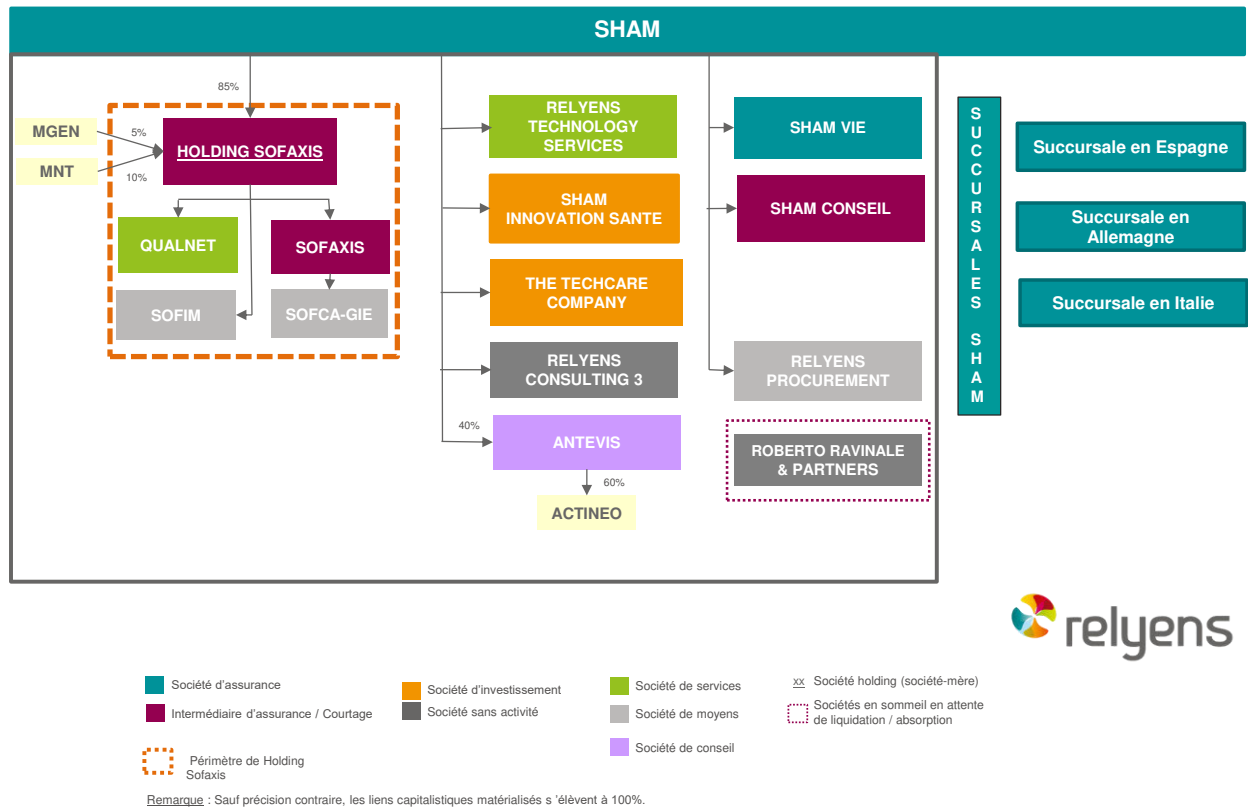 SHAM
85%
MGEN
5%
MNT
10%
HOLDING SOFAXIS
QUALNET
SOFAXIS
SOFIM
SOFCA-GIE
RELYENS
TECHNOLOGY
SERVICES
SHAM
INNOVATION SANTE
THE TECHCARE
COMPANY
RELYENS
CONSULTING 3
40%
ANTEVIS
60%
ACTINEO
SHAM VIE
SHAM CONSEIL
RELYENS
PROCUREMENT
ROBERTO RAVINALE
& PARTNERS
SUCCURSALES SHAM
Succursale en Espagne
Succursale en
Allemagne
Succursale en Italie
relyens
Société d'assurance
Intermédiaire d'assurance / Courtage
Périmètre de Holding
Sofaxis
Société d'investissement
Société sans activité
Société de services
Société de moyens
Société de conseil
xx Société holding (société-mère)
Sociétés en sommeil en attente
de liquidation / absorption
Remarque : Sauf précision contraire, les liens capitalistiques matérialisés s 'élèvent à 100%.